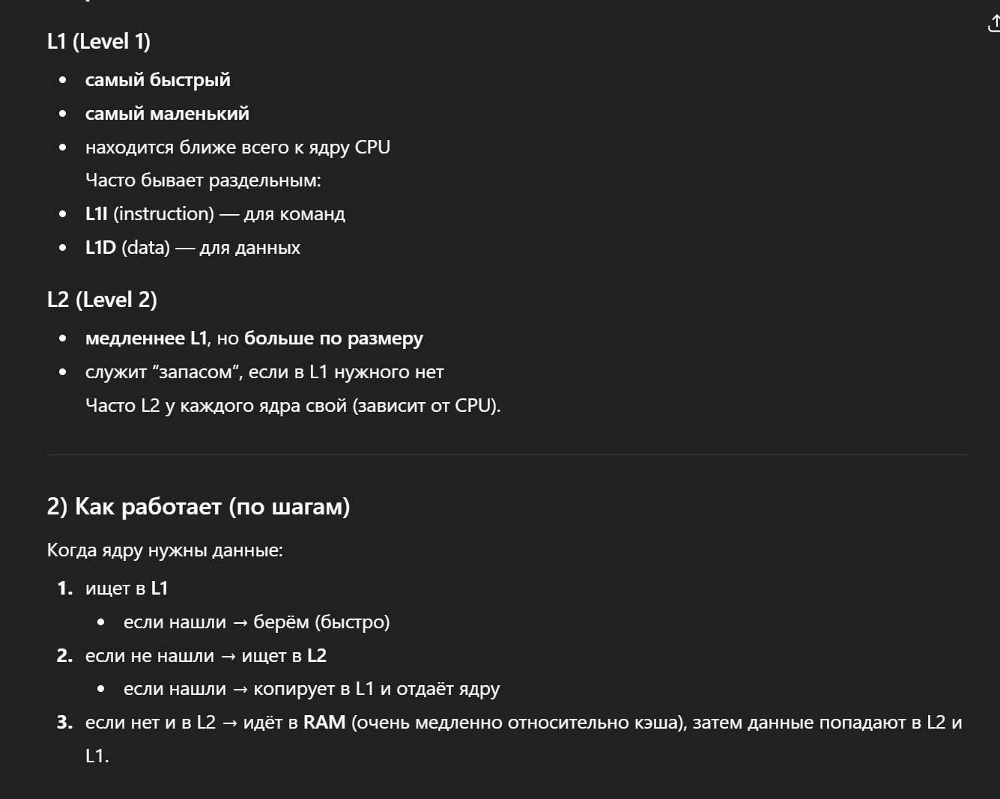 L1 (Level 1)
• самый быстрый
• самый маленький
• находится ближе всего к ядру CPU
Часто бывает раздельным:
• L1I (instruction) — для команд
• L1D (data) — для данных
L2 (Level 2)
• медленнее L1, но больше по размеру
• служит “запасом”, если в L1 нужного нет
Часто L2 у каждого ядра свой (зависит от CPU).
2) Как работает (по шагам)
Когда ядру нужны данные:
1. ищет в L1
• если нашли → берём (быстро)
2. если не нашли → ищет в L2
• если нашли → копирует в L1 и отдаёт ядру
3. если нет и в L2 → идёт в RAM (очень медленно относительно кэша), затем данные попадают в L2 и
L1.